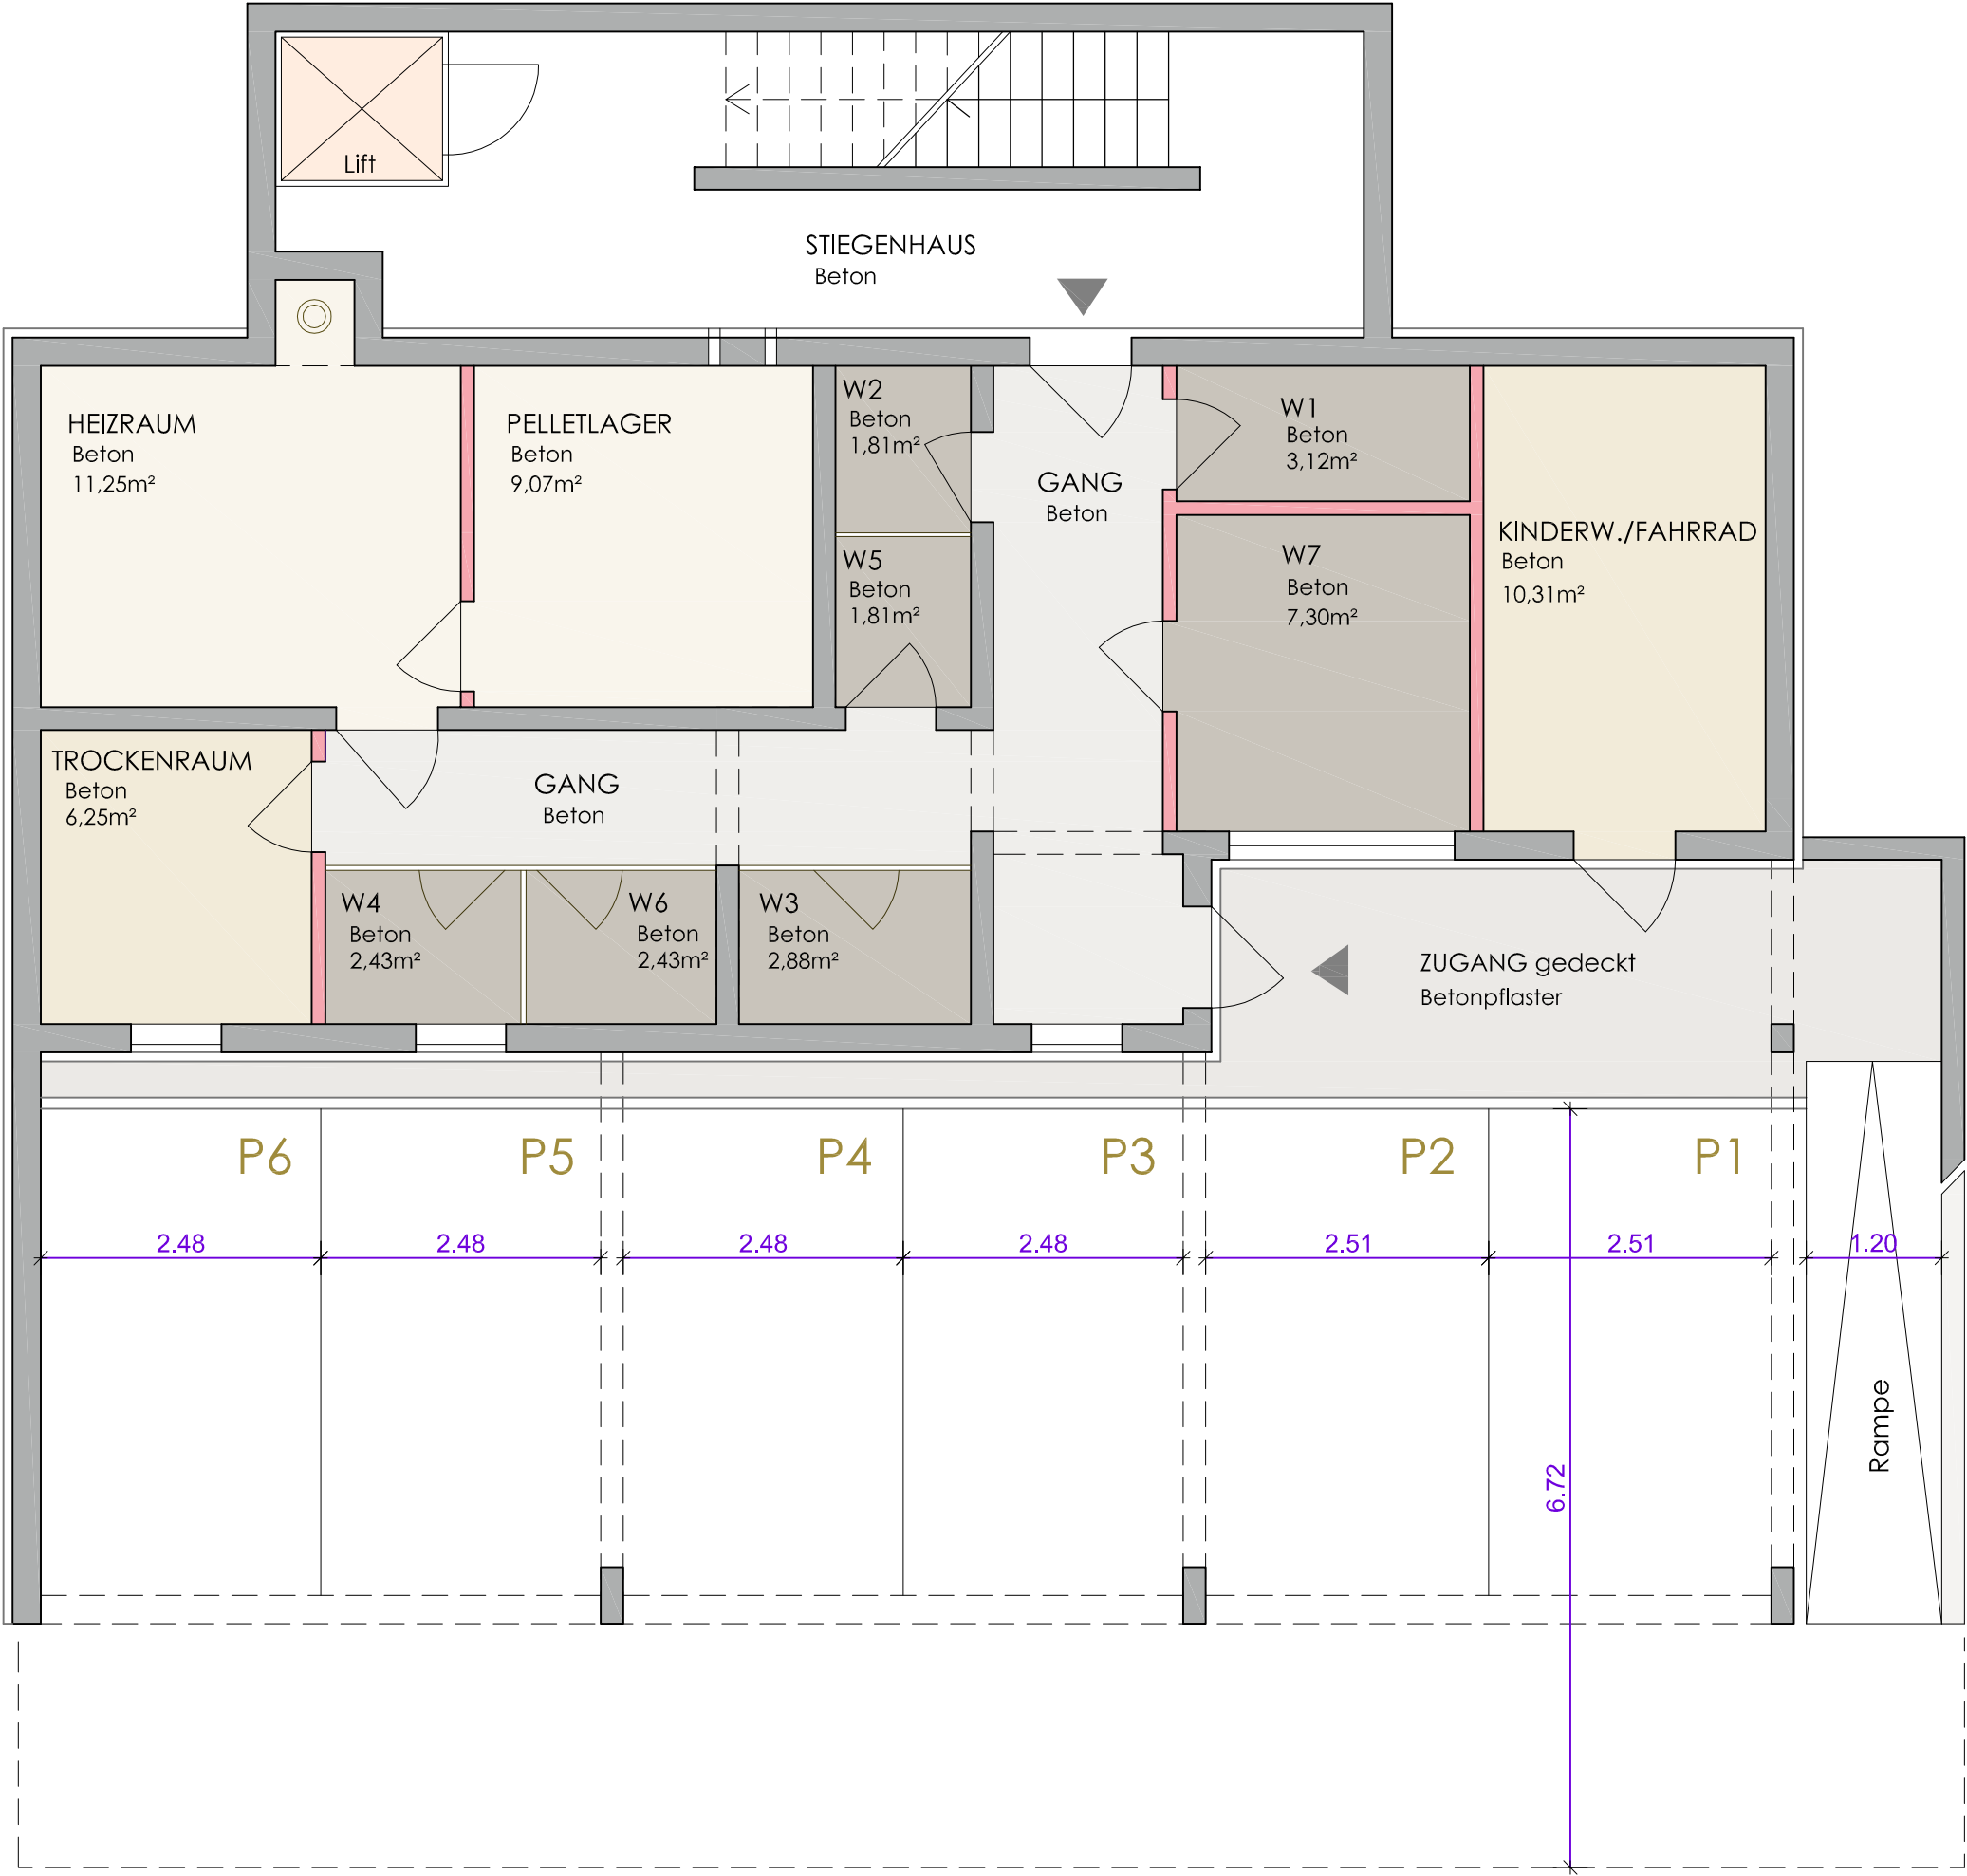 Lift
STIEGENHAUS
Beton
HEIZRAUM
Beton
11,25m²
PELLETLAGER
Beton
9,07m²
W2
Beton
1,81m²
W5
Beton
1,81m²
GANG
Beton
W1
Beton
3,12m²
W7
Beton
7,30m²
KINDERW./FAHRRAD
Beton
10,31m²
TROCKENRAUM
Beton
6,25m²
GANG
Beton
W4
Beton
2,43m²
W6
Beton
2,43m²
W3
Beton
2,88m²
ZUGANG gedeckt
Betonpflaster
P6
P5
P4
P3
P2
P1
2.48
2.48
2.48
2.48
2.51
2.51
1.20
6.72
Rampe